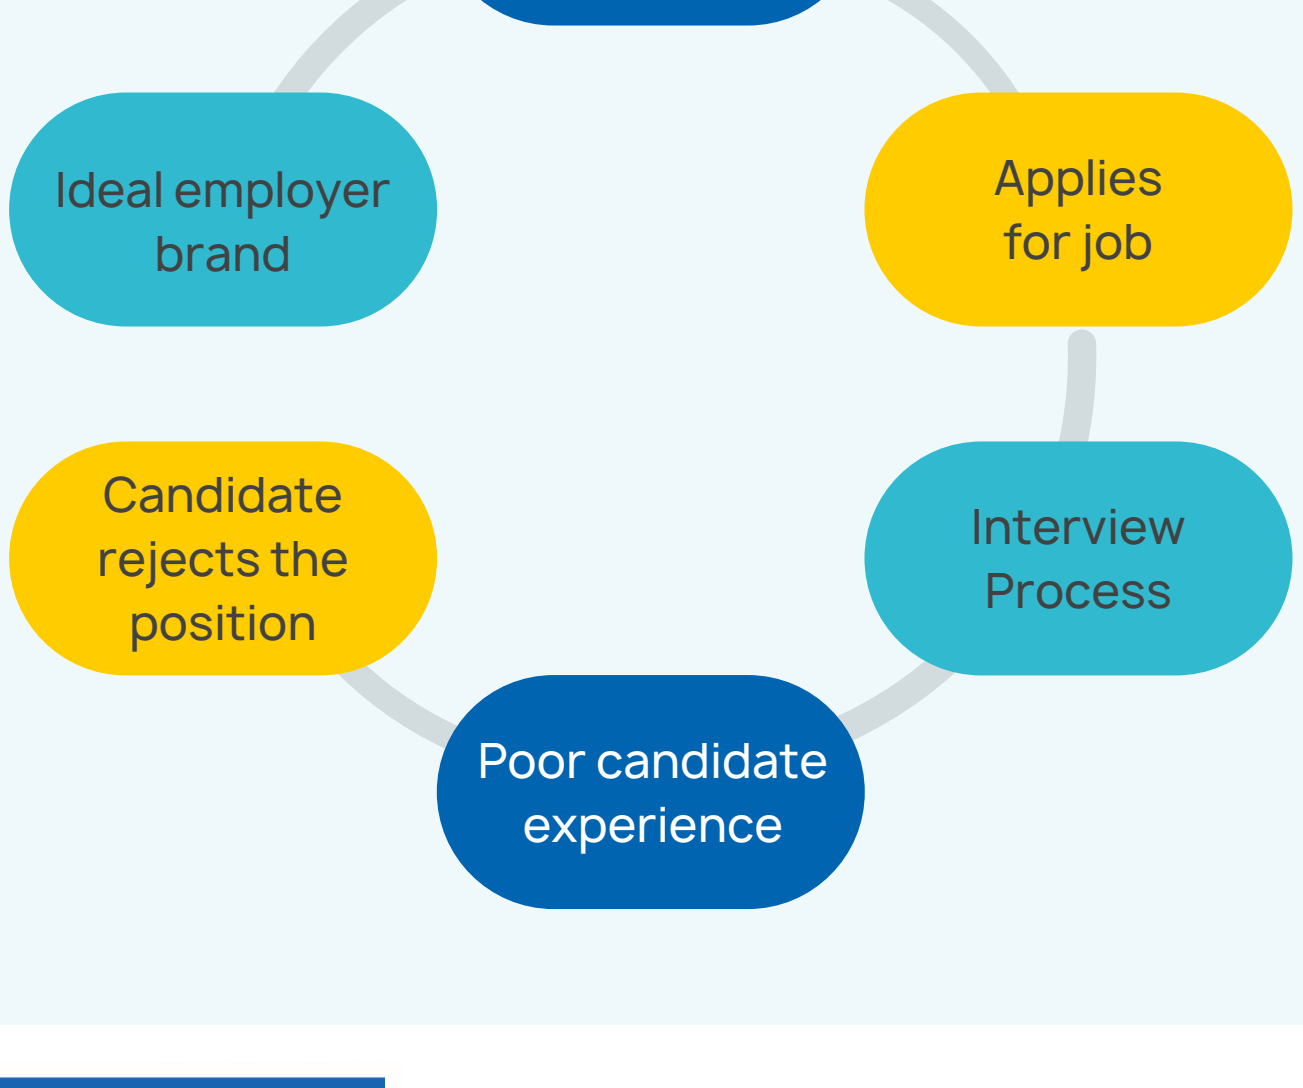 Ideal employer
brand
Applies
for job
Candidate
rejects the
position
Interview
Process
Poor candidate
experience